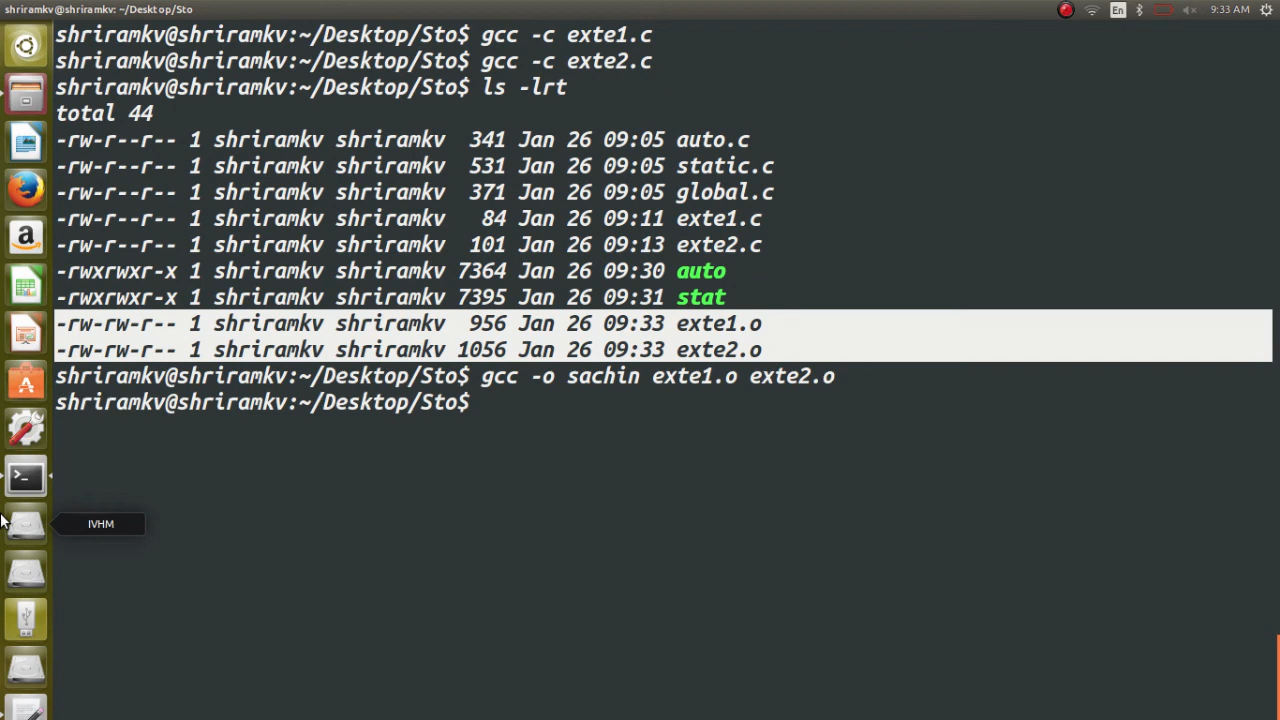 shriramkv@shriramkv: ~/Desktop/Sto
En
9:33 AM
shriramkv@shriramkv:~/Desktop/Sto$ gcc -c exte1.c
shriramkv@shriramkv:~/Desktop/Sto$ gcc -c exte2.c
shriramkv@shriramkv:~/Desktop/Sto$ ls -lrt
total 44
-rw-r--r-- 1 shriramkv shriramkv  341 Jan 26 09:05 auto.c
-rw-r--r-- 1 shriramkv shriramkv  531 Jan 26 09:05 static.c
-rw-r--r-- 1 shriramkv shriramkv  371 Jan 26 09:05 global.c
-rw-r--r-- 1 shriramkv shriramkv   84 Jan 26 09:11 exte1.c
-rw-r--r-- 1 shriramkv shriramkv  101 Jan 26 09:13 exte2.c
-rwxrwxr-x 1 shriramkv shriramkv 7364 Jan 26 09:30 auto
-rwxrwxr-x 1 shriramkv shriramkv 7395 Jan 26 09:31 stat
-rw-rw-r-- 1 shriramkv shriramkv  956 Jan 26 09:33 exte1.o
-rw-rw-r-- 1 shriramkv shriramkv 1056 Jan 26 09:33 exte2.o
shriramkv@shriramkv:~/Desktop/Sto$ gcc -o sachin exte1.o exte2.o
shriramkv@shriramkv:~/Desktop/Sto$
IVHM